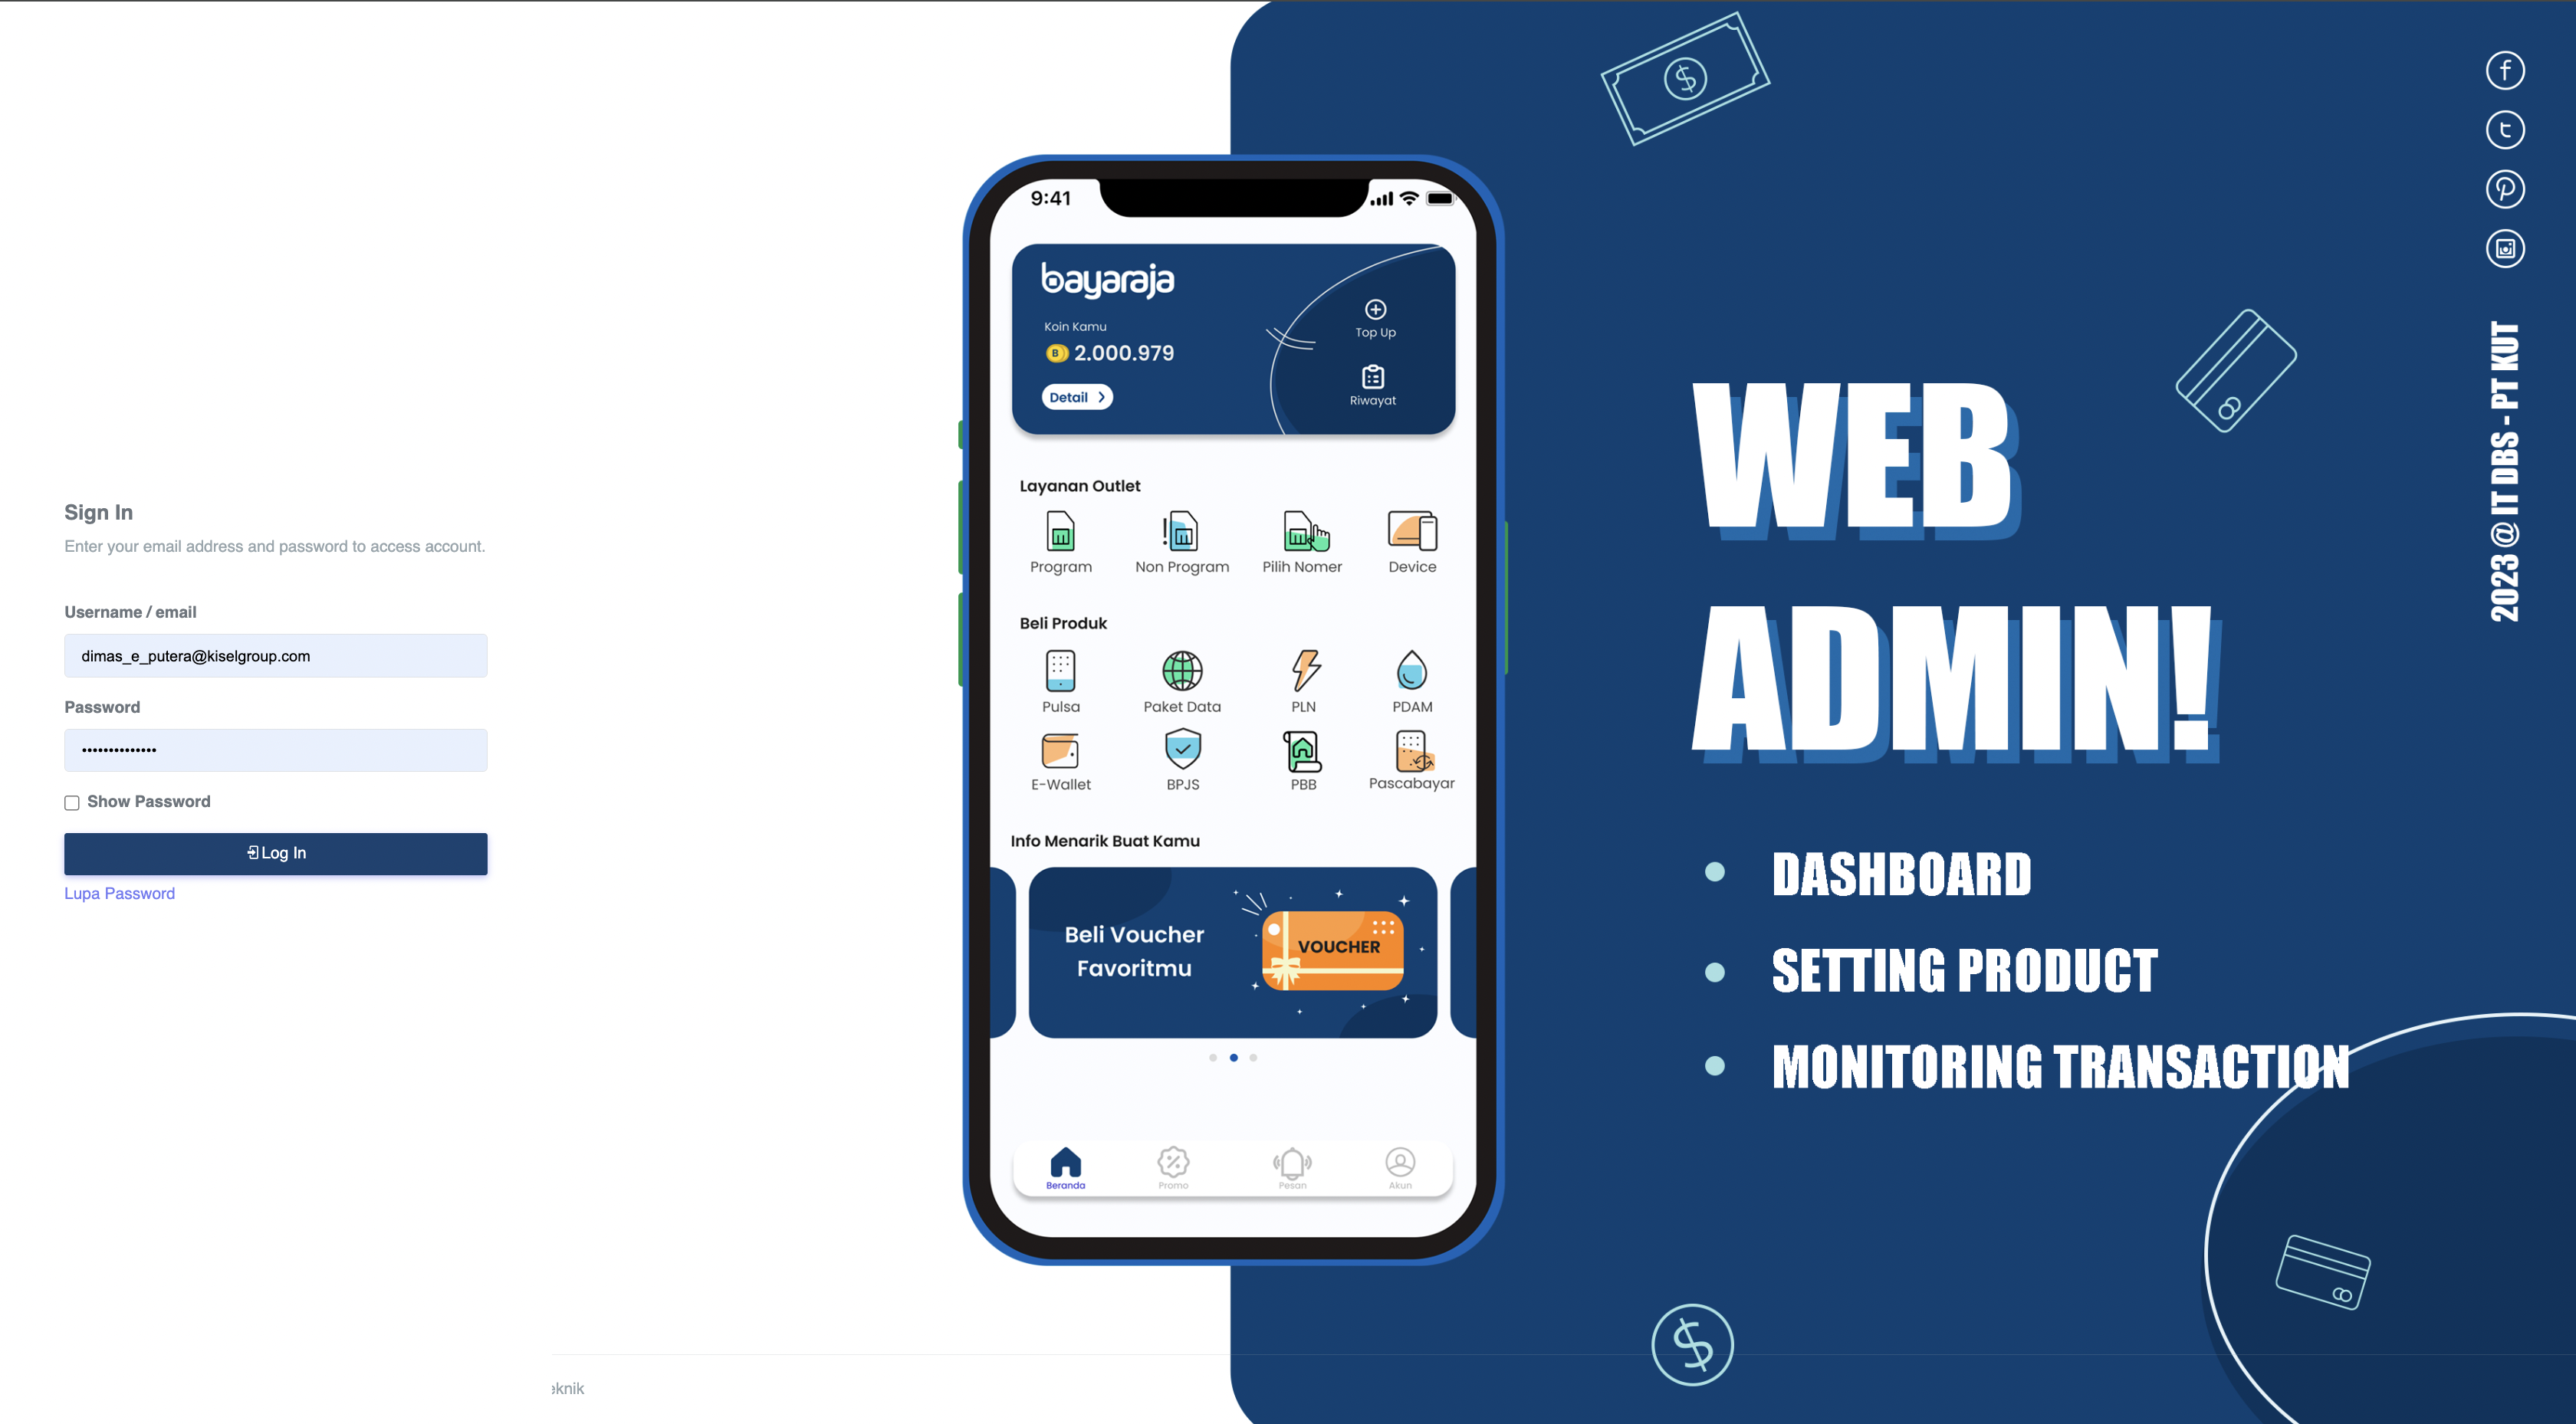 Sign In
Enter your email address and password to access account.
Username / email
dimas_e_putera@kiselgroup.com
Password
••••••••••••••
Show Password
Log In
Lupa Password
eknik
9:41
bayaraja
Koin Kamu
B 2.000.979
Detail
Top Up
Riwayat
Layanan Outlet
Program Non Program Pilih Nomer Device
Beli Produk
Pulsa Paket Data PLN PDAM
E-Wallet BPJS PBB Pascabayar
Info Menarik Buat Kamu
Beli Voucher
Favoritmu
VOUCHER
Beranda Promo Pesan Akun
WEB
ADMIN!
DASHBOARD
SETTING PRODUCT
MONITORING TRANSACTION
2023 @ IT DBS - PT KUT